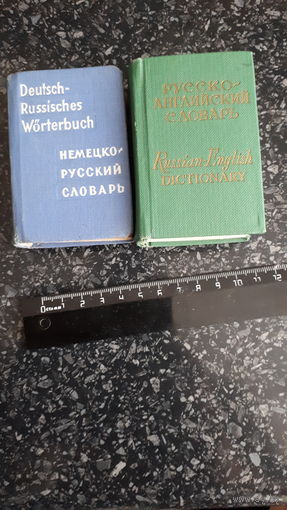 Deutsch-
Russisches
Wörterbuch
НЕМЕЦКО-
РУССКИЙ
СЛОВАРЬ
РУССКО-
АНГЛИЙСКИЙ
СЛОВАРЬ
Russian-English
DICTIONARY
0 1 2 3 4 5 6 7 8 9 10 11 12